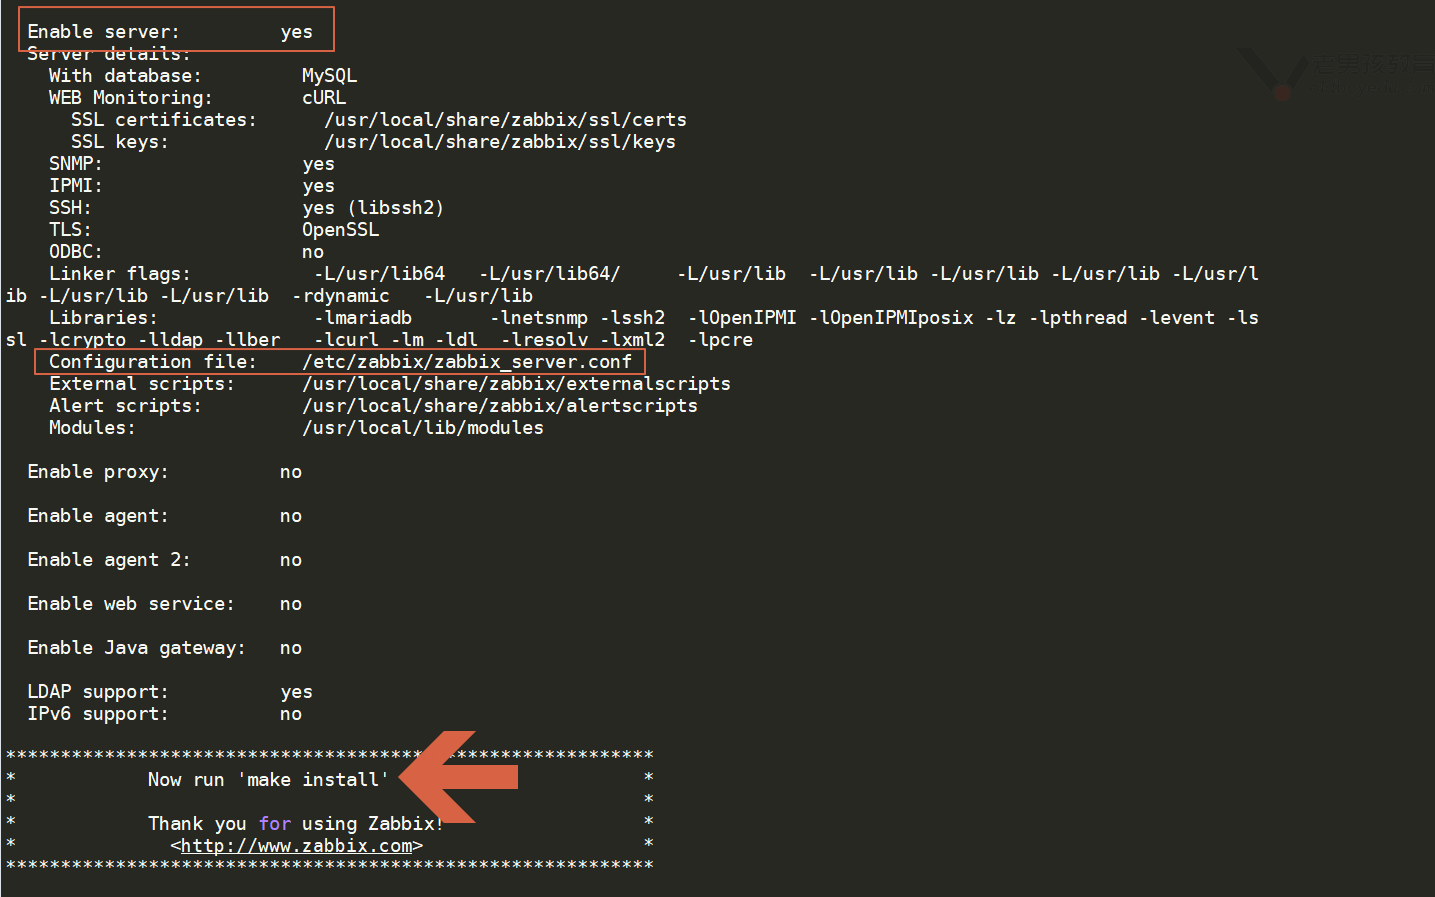 Enable server: yes
Server details:
With database: MySQL
WEB Monitoring: cURL
SSL certificates: /usr/local/share/zabbix/ssl/certs
SSL keys: /usr/local/share/zabbix/ssl/keys
SNMP: yes
IPMI: yes
SSH: yes (libssh2)
TLS: OpenSSL
ODBC: no
Linker flags: -L/usr/lib64 -L/usr/lib64/ -L/usr/lib -L/usr/lib -L/usr/lib -L/usr/lib -L/usr/l
ib -L/usr/lib -L/usr/lib -rdynamic -L/usr/lib
Libraries: -lmariadb -lnetsnmp -lssh2 -lOpenIPMI -lOpenIPMIposix -lz -lpthread -levent -ls
sl -lcrypto -lldap -llber -lcurl -lm -ldl -lresolv -lxml2 -lpcre
Configuration file: /etc/zabbix/zabbix_server.conf
External scripts: /usr/local/share/zabbix/externalscripts
Alert scripts: /usr/local/share/zabbix/alertscripts
Modules: /usr/local/lib/modules
Enable proxy: no
Enable agent: no
Enable agent 2: no
Enable web service: no
Enable Java gateway: no
LDAP support: yes
IPv6 support: no
***********************************************************
* Now run 'make install' *
* *
* Thank you for using Zabbix! *
* <http://www.zabbix.com> *
***********************************************************